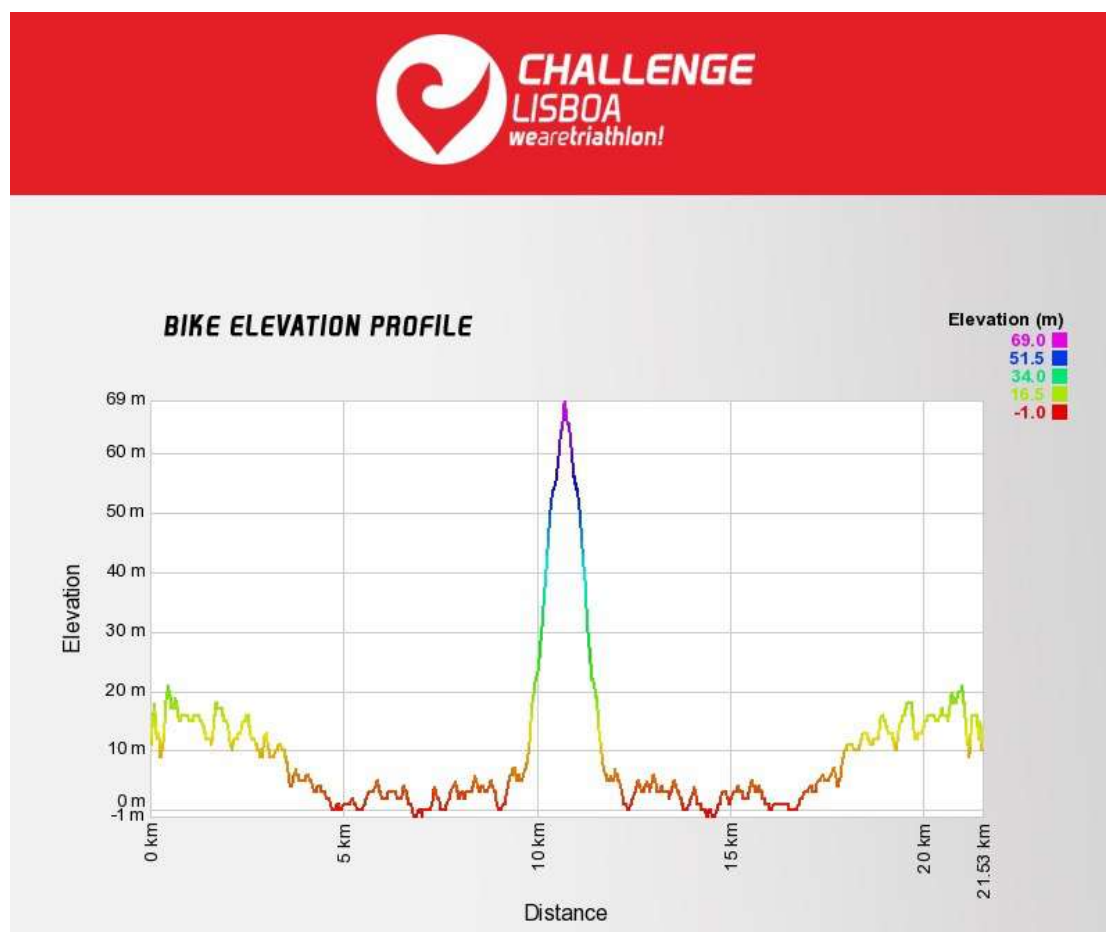 CHALLENGE
LISBOA
wearetriathlon!
BIKE ELEVATION PROFILE
Elevation (m)
69.0
51.5
34.0
16.5
-1.0
69 m
60 m
50 m
40 m
30 m
20 m
10 m
0 m
-1 m
Elevation
0 km
5 km
10 km
15 km
20 km
21.53 km
Distance